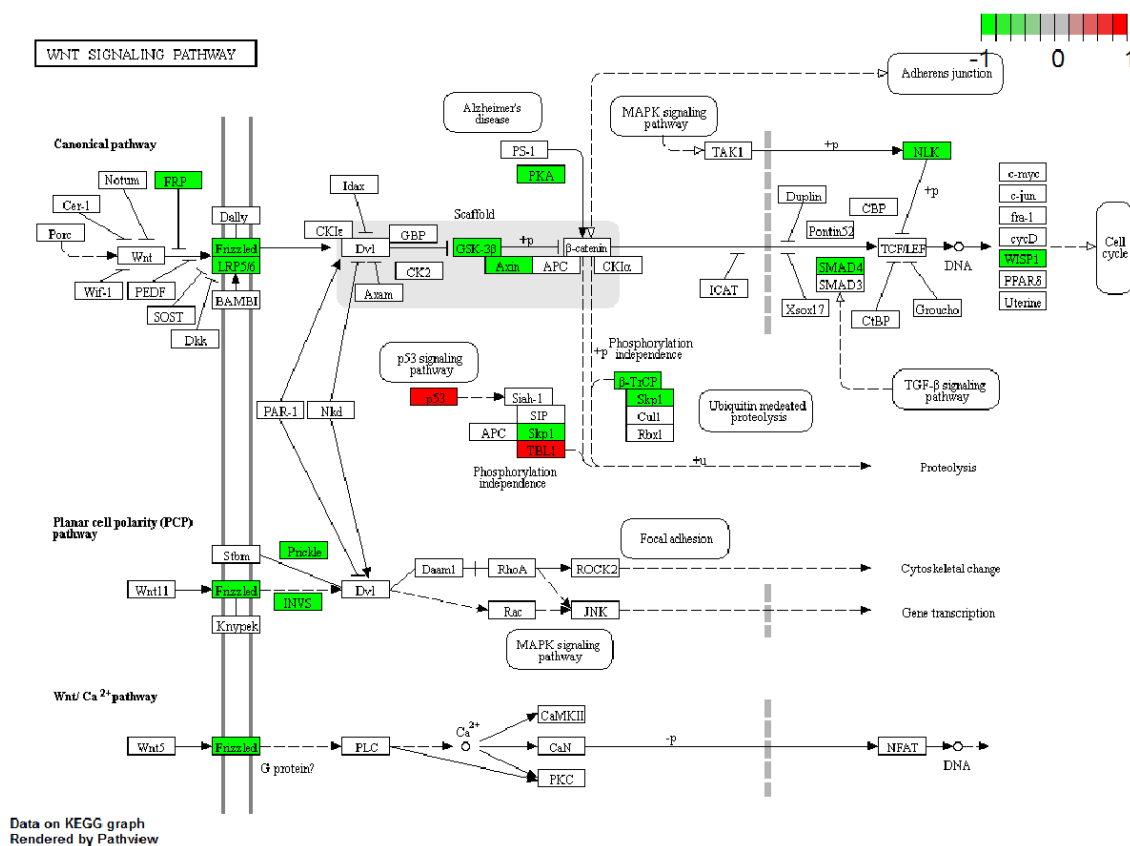 WNT SIGNALING PATHWAY
-1 0 1
Adherens junction
Alzheimer's
disease
MAPK signaling
pathway
Canonical pathway
PS-1
TAK1
+p
NLK
Notum
FRP
PKA
+p
c-myc
Cer-1
Idax
Duplin
c-jun
Porc
Dally
CKIε
Scaffold
GBP
+p
CBP
Pontin52
fra-1
cycD
Wnt
Frizzled
Dvl
GSK-3β
β-catenin
TCF/LEF
DNA
WISP1
Cell
cycle
LRP5/6
CK2
Axin
APC
CKIα
SMAD4
SMAD3
PPARδ
Wif-1
PEDF
BAMBI
Axam
ICAT
Xsox17
Groucho
Uterine
SOST
CtBP
Dkk
Phosphorylation
independence
+p
p53 signaling
pathway
β-TrCP
TGF-β signaling
pathway
p53
Siah-1
Skp1
PAR-1
Nkd
SIP
Cul1
Ubiquitin mediated
proteolysis
APC
Skp1
Rbx1
TBL1
+u
Proteolysis
Phosphorylation
independence
Planar cell polarity (PCP)
pathway
Stbm
Prickle
Focal adhesion
Daam1
RhoA
ROCK2
Cytoskeletal change
Wnt11
Frizzled
Dvl
INVS
Rac
JNK
Gene transcription
Knypek
MAPK signaling
pathway
Wnt/ Ca2+ pathway
CaMKII
Ca2+
Wnt5
Frizzled
PLC
CaN
-p
NFAT
DNA
G protein?
PKC
Data on KEGG graph
Rendered by Pathview